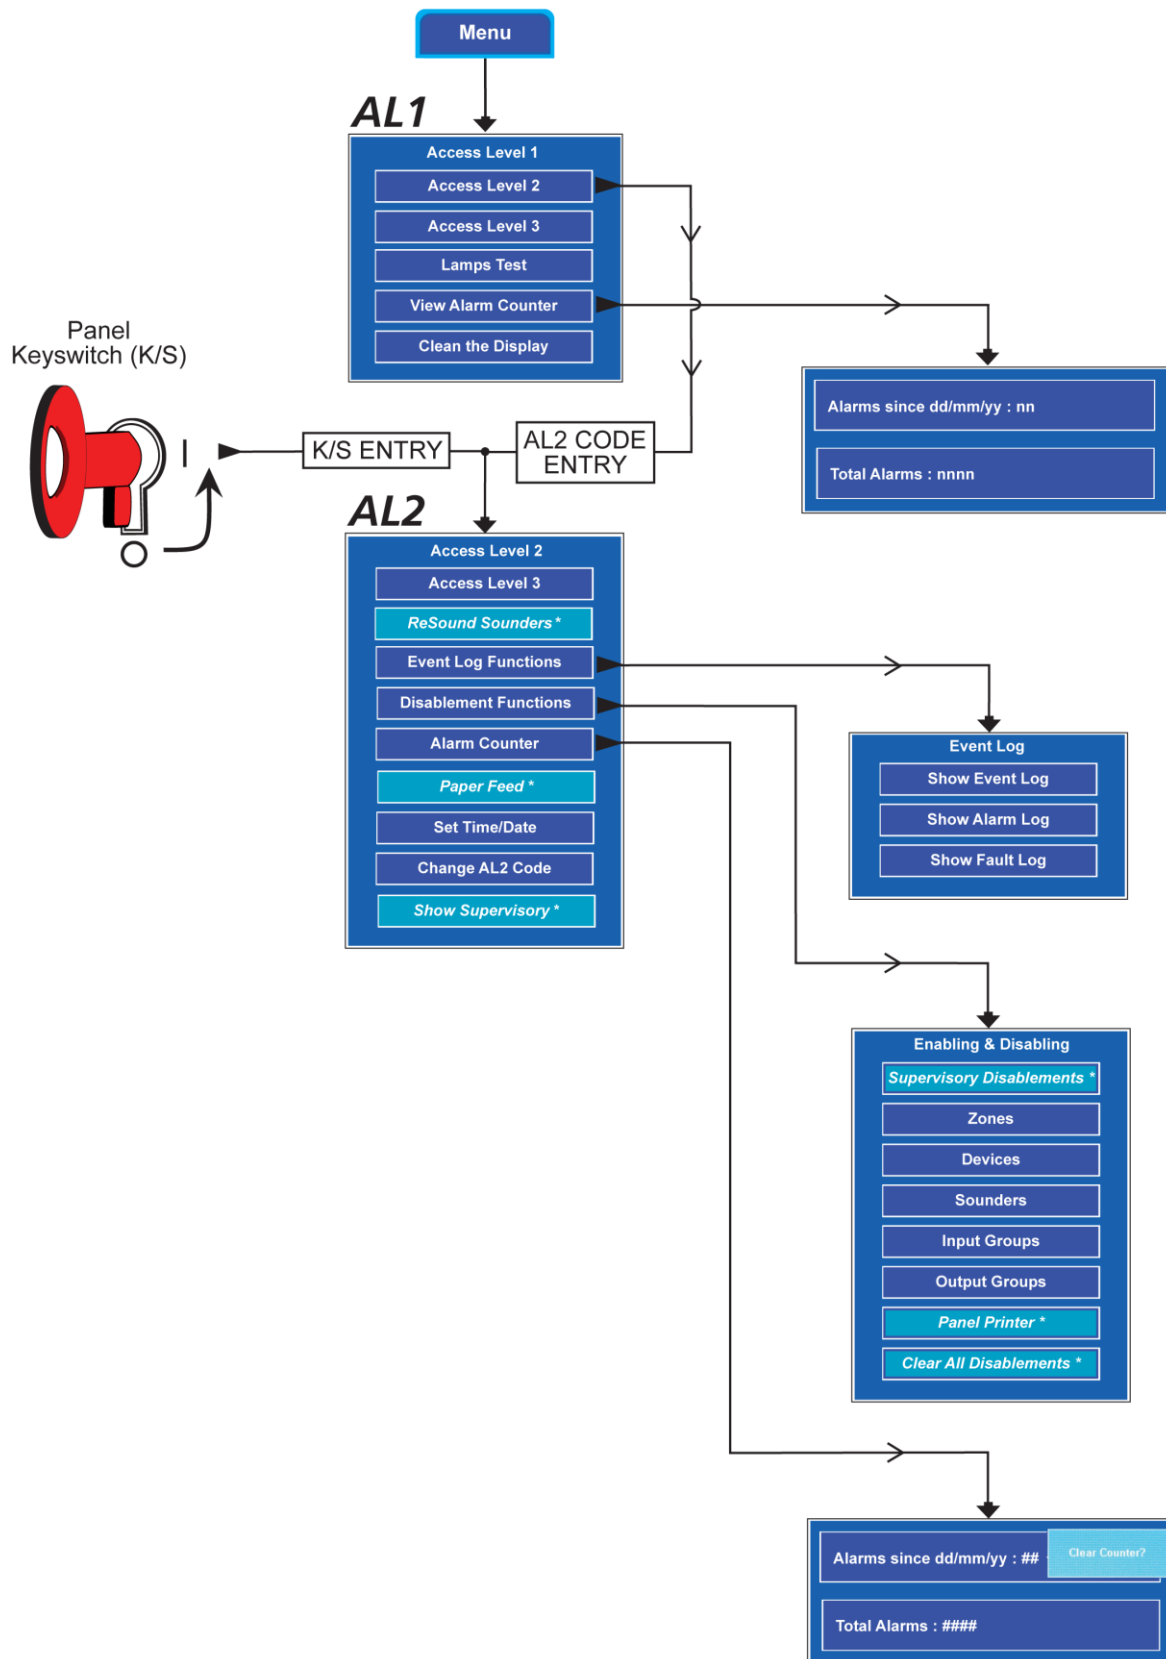 Menu
AL1
Access Level 1
Access Level 2
Access Level 3
Lamps Test
View Alarm Counter
Clean the Display
Panel
Keyswitch (K/S)
Alarms since dd/mm/yy : nn
Total Alarms : nnnn
K/S ENTRY
AL2 CODE
ENTRY
AL2
Access Level 2
Access Level 3
ReSound Sounders *
Event Log Functions
Disablement Functions
Alarm Counter
Paper Feed *
Set Time/Date
Change AL2 Code
Show Supervisory *
Event Log
Show Event Log
Show Alarm Log
Show Fault Log
Enabling & Disabling
Supervisory Disablements *
Zones
Devices
Sounders
Input Groups
Output Groups
Panel Printer *
Clear All Disablements *
Alarms since dd/mm/yy : ##
Clear Counter?
Total Alarms : ####